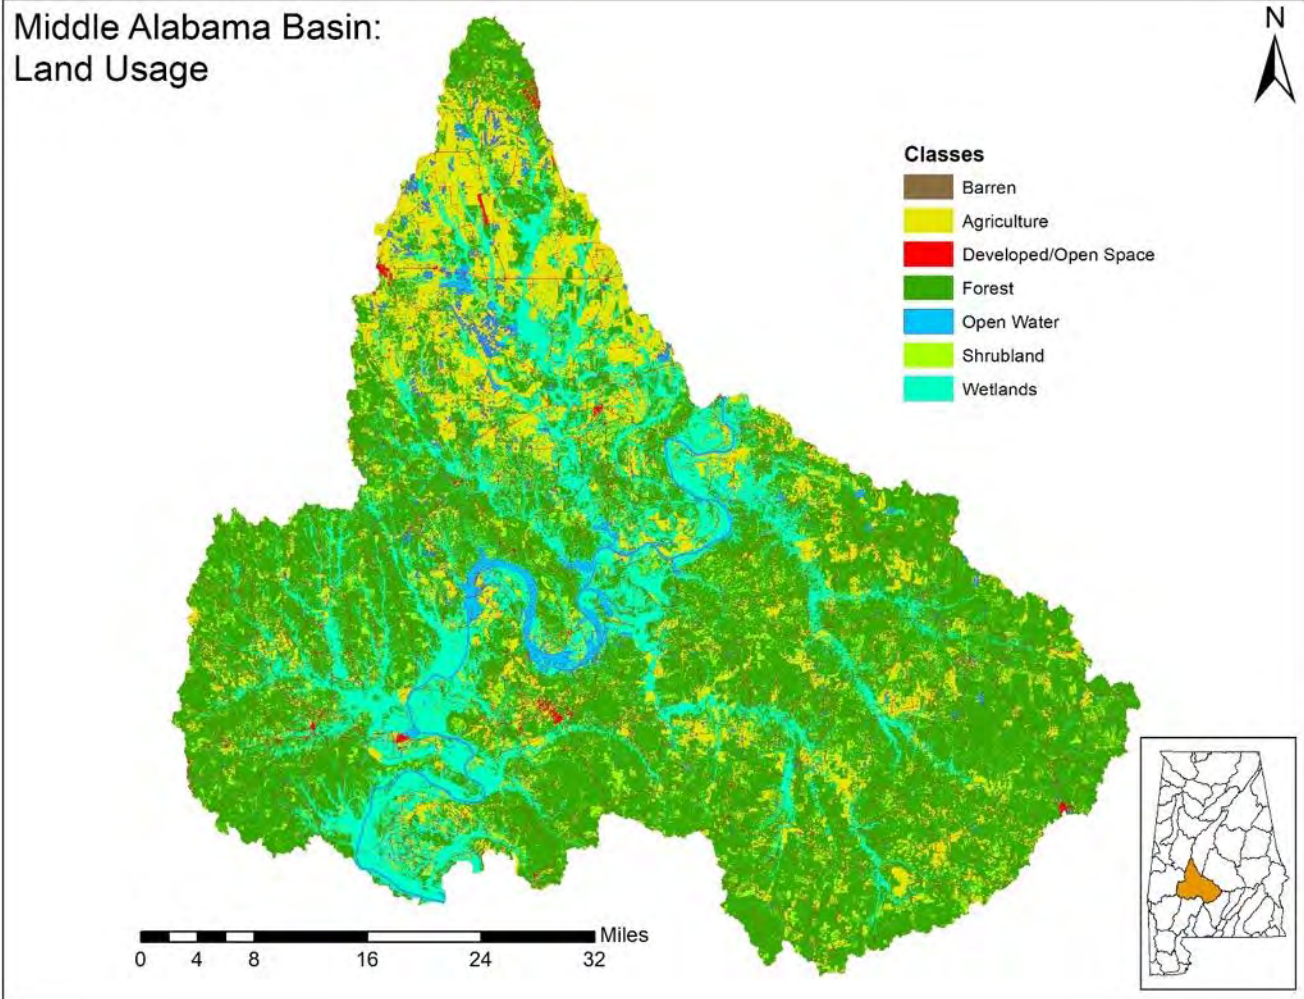 Middle Alabama Basin:
Land Usage
N
Classes
Barren
Agriculture
Developed/Open Space
Forest
Open Water
Shrubland
Wetlands
Miles
0 4 8 16 24 32